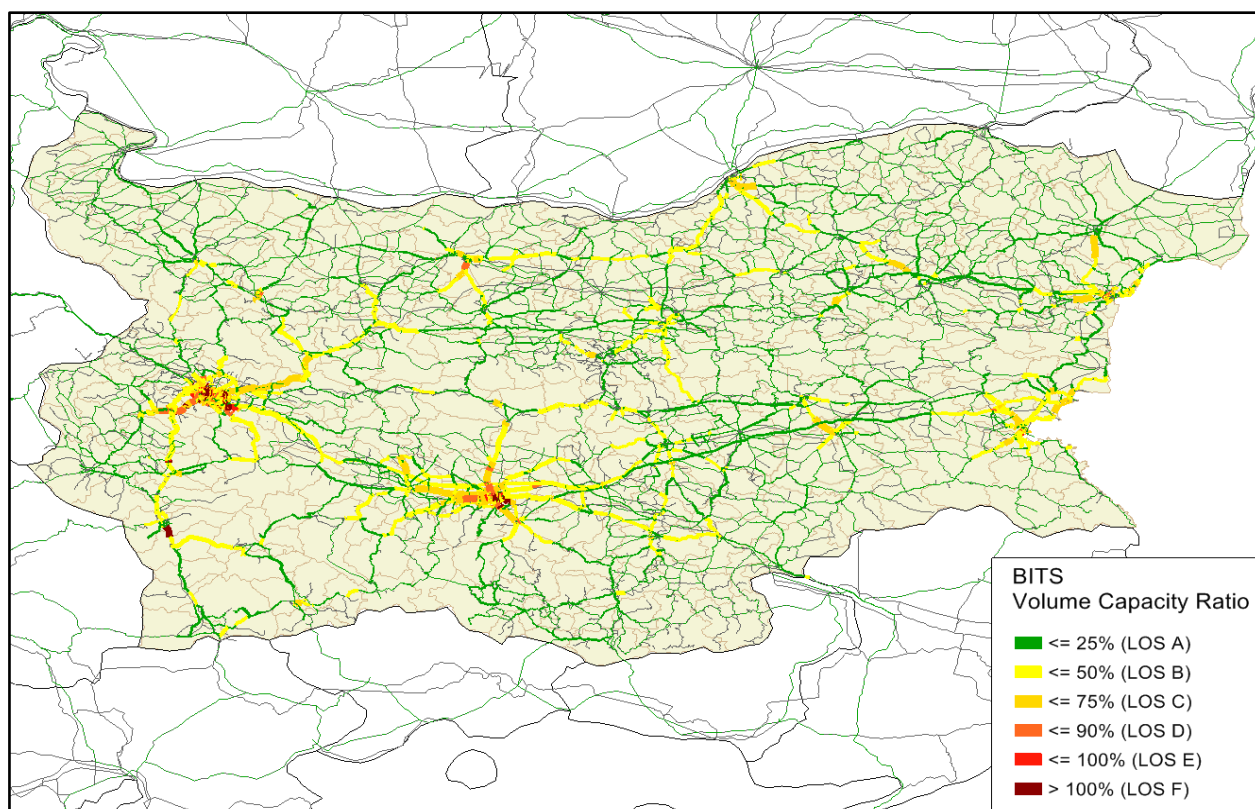 BITS
Volume Capacity Ratio
<= 25% (LOS A)
<= 50% (LOS B)
<= 75% (LOS C)
<= 90% (LOS D)
<= 100% (LOS E)
> 100% (LOS F)